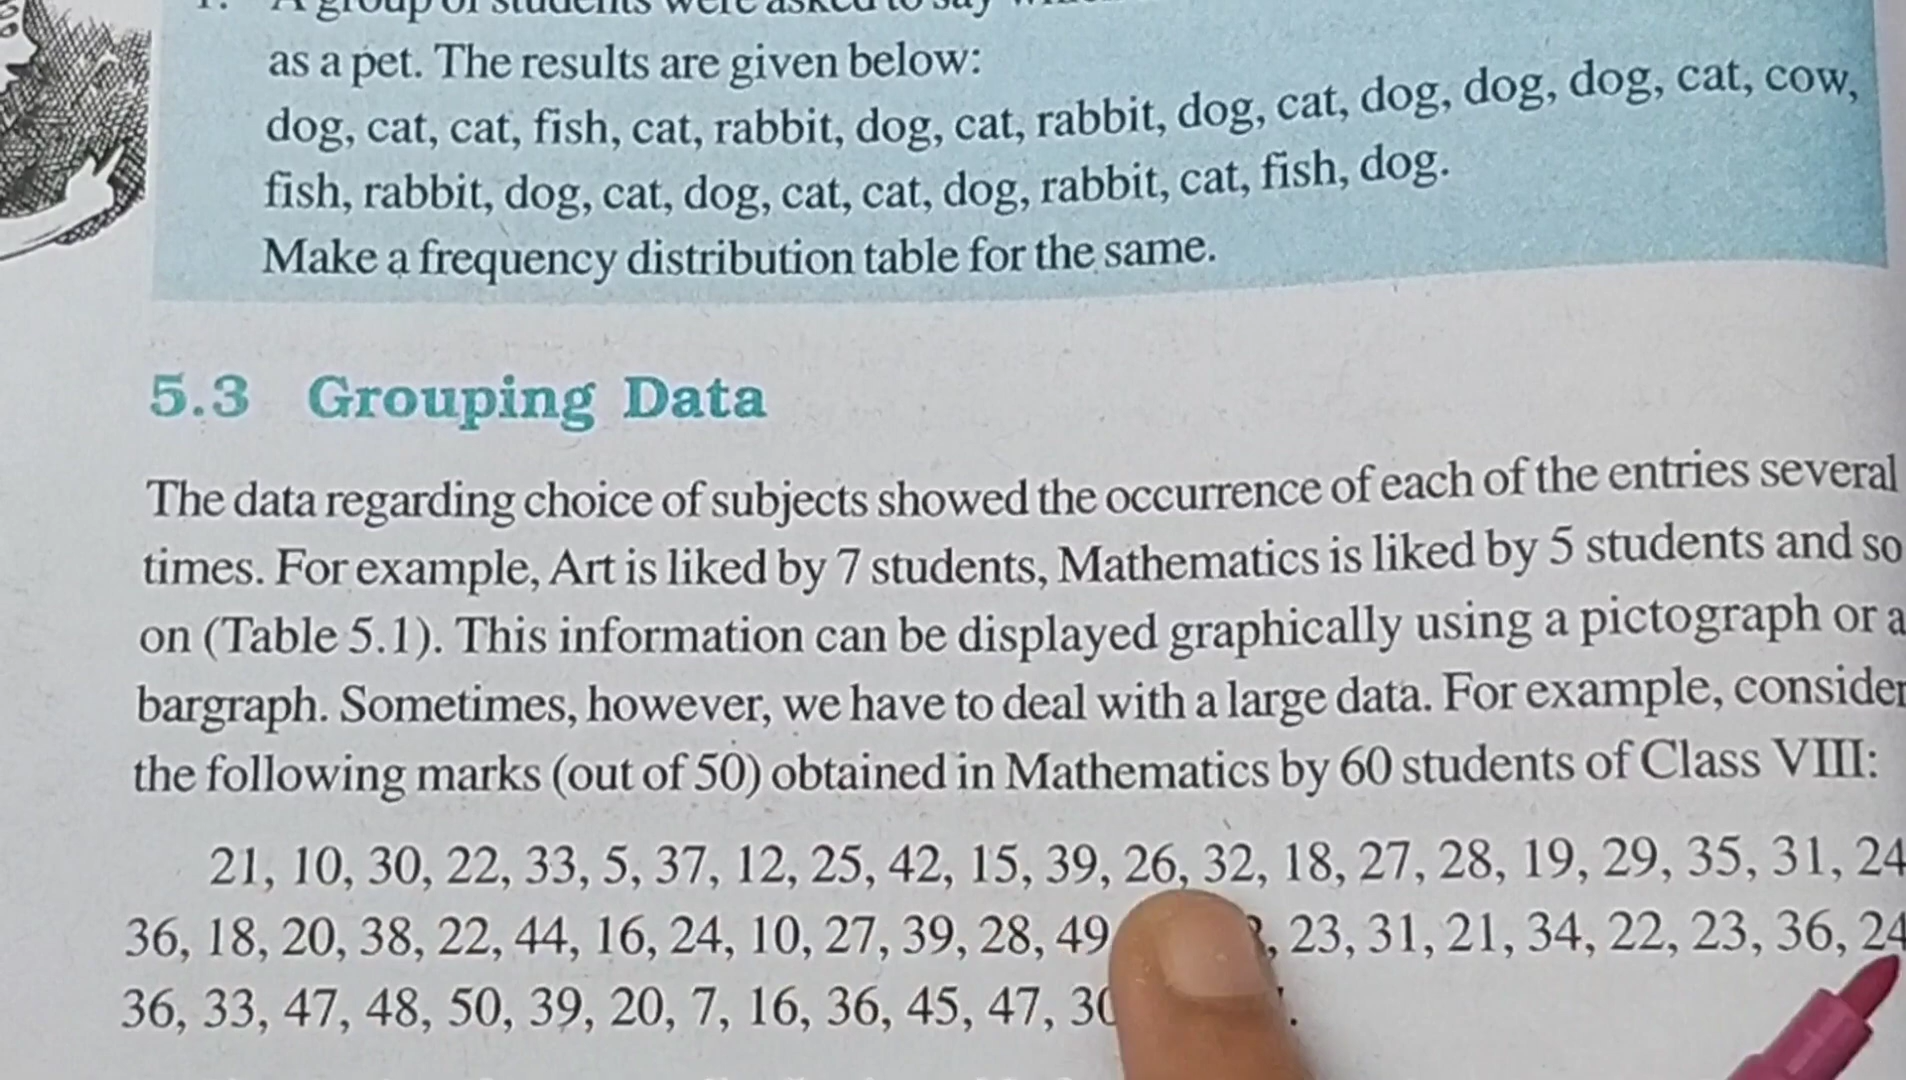 1. A group of students were asked to say
as a pet. The results are given below:
dog, cat, cat, fish, cat, rabbit, dog, cat, rabbit, dog, cat, dog, dog, dog, cat, cow,
fish, rabbit, dog, cat, dog, cat, cat, dog, rabbit, cat, fish, dog.
Make a frequency distribution table for the same.
5.3 Grouping Data
The data regarding choice of subjects showed the occurrence of each of the entries several
times. For example, Art is liked by 7 students, Mathematics is liked by 5 students and so
on (Table 5.1). This information can be displayed graphically using a pictograph or a
bargraph. Sometimes, however, we have to deal with a large data. For example, consider
the following marks (out of 50) obtained in Mathematics by 60 students of Class VIII:
21, 10, 30, 22, 33, 5, 37, 12, 25, 42, 15, 39, 26, 32, 18, 27, 28, 19, 29, 35, 31, 24
36, 18, 20, 38, 22, 44, 16, 24, 10, 27, 39, 28, 49 , 23, 31, 21, 34, 22, 23, 36, 24
36, 33, 47, 48, 50, 39, 20, 7, 16, 36, 45, 47, 30 .